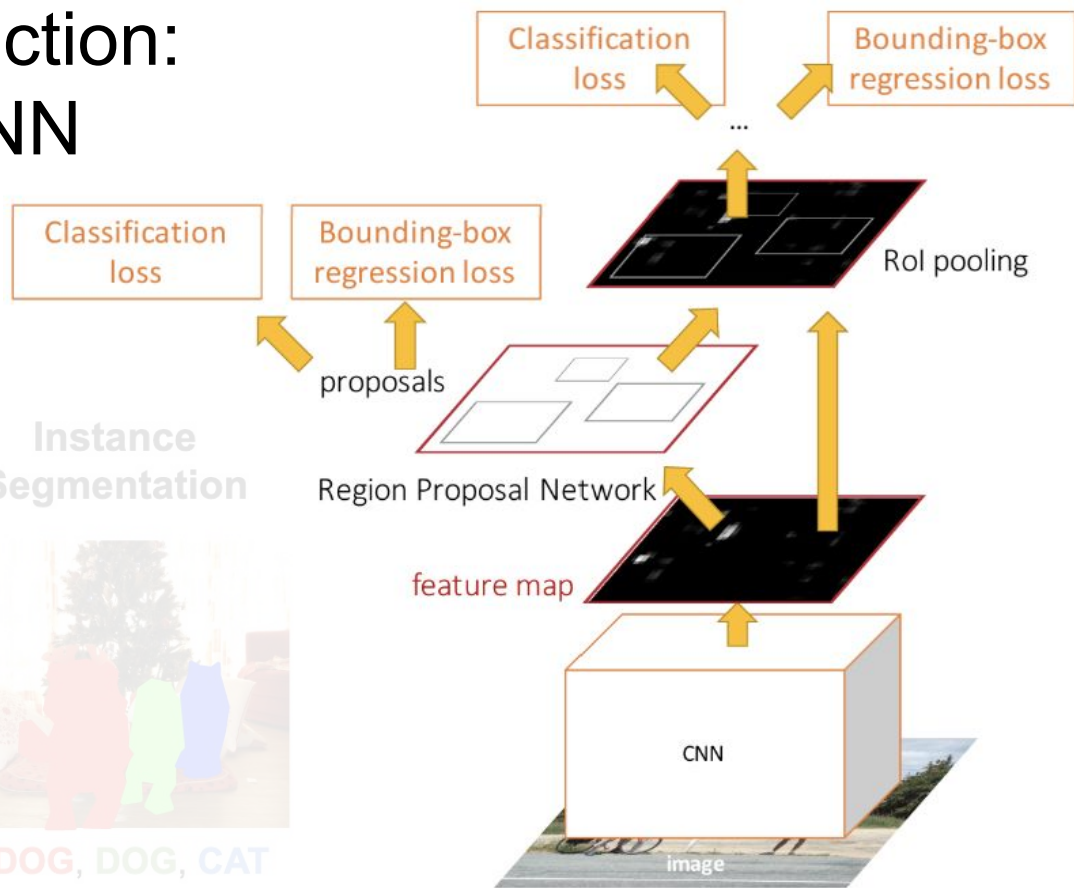 ction:
NN
Classification
loss
Bounding-box
regression loss
...
Classification
loss
Bounding-box
regression loss
RoI pooling
proposals
Instance
Segmentation
Region Proposal Network
feature map
CNN
image
DOG, DOG, CAT